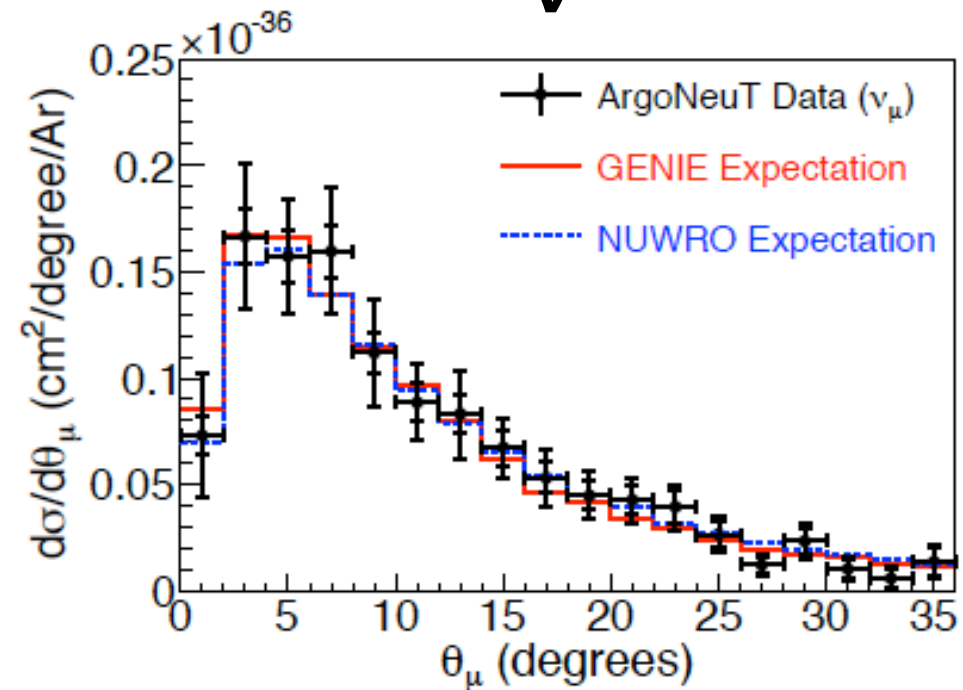 ×10⁻³⁶
0.25
0.2
0.15
0.1
0.05
0
dσ/dθμ (cm²/degree/Ar)
ArgoNeuT Data (νμ)
GENIE Expectation
NUWRO Expectation
0 5 10 15 20 25 30 35
θμ (degrees)